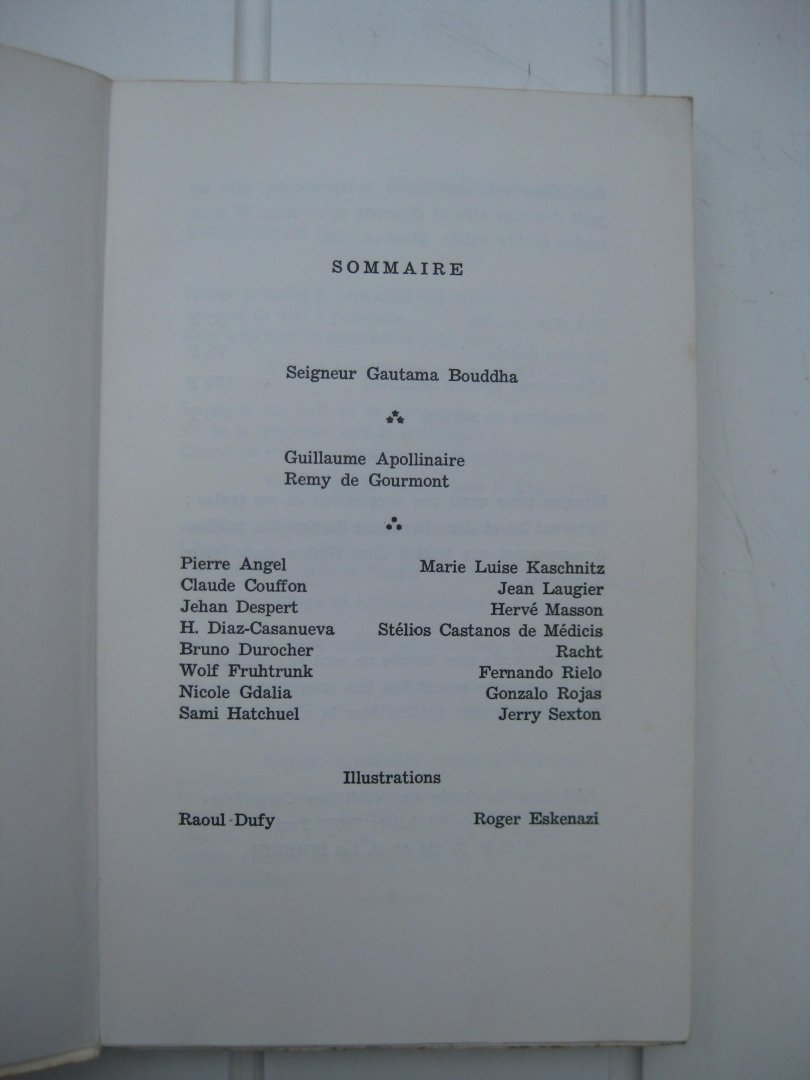 SOMMAIRE
Seigneur Gautama Bouddha
Guillaume Apollinaire
Remy de Gourmont
Pierre Angel
Claude Couffon
Jehan Despert
H. Diaz-Casanueva
Bruno Durocher
Wolf Fruhtrunk
Nicole Gdalia
Sami Hatchuel
Marie Luise Kaschnitz
Jean Laugier
Hervé Masson
Stélios Castanos de Médicis
Racht
Fernando Rielo
Gonzalo Rojas
Jerry Sexton
Illustrations
Raoul Dufy
Roger Eskenazi